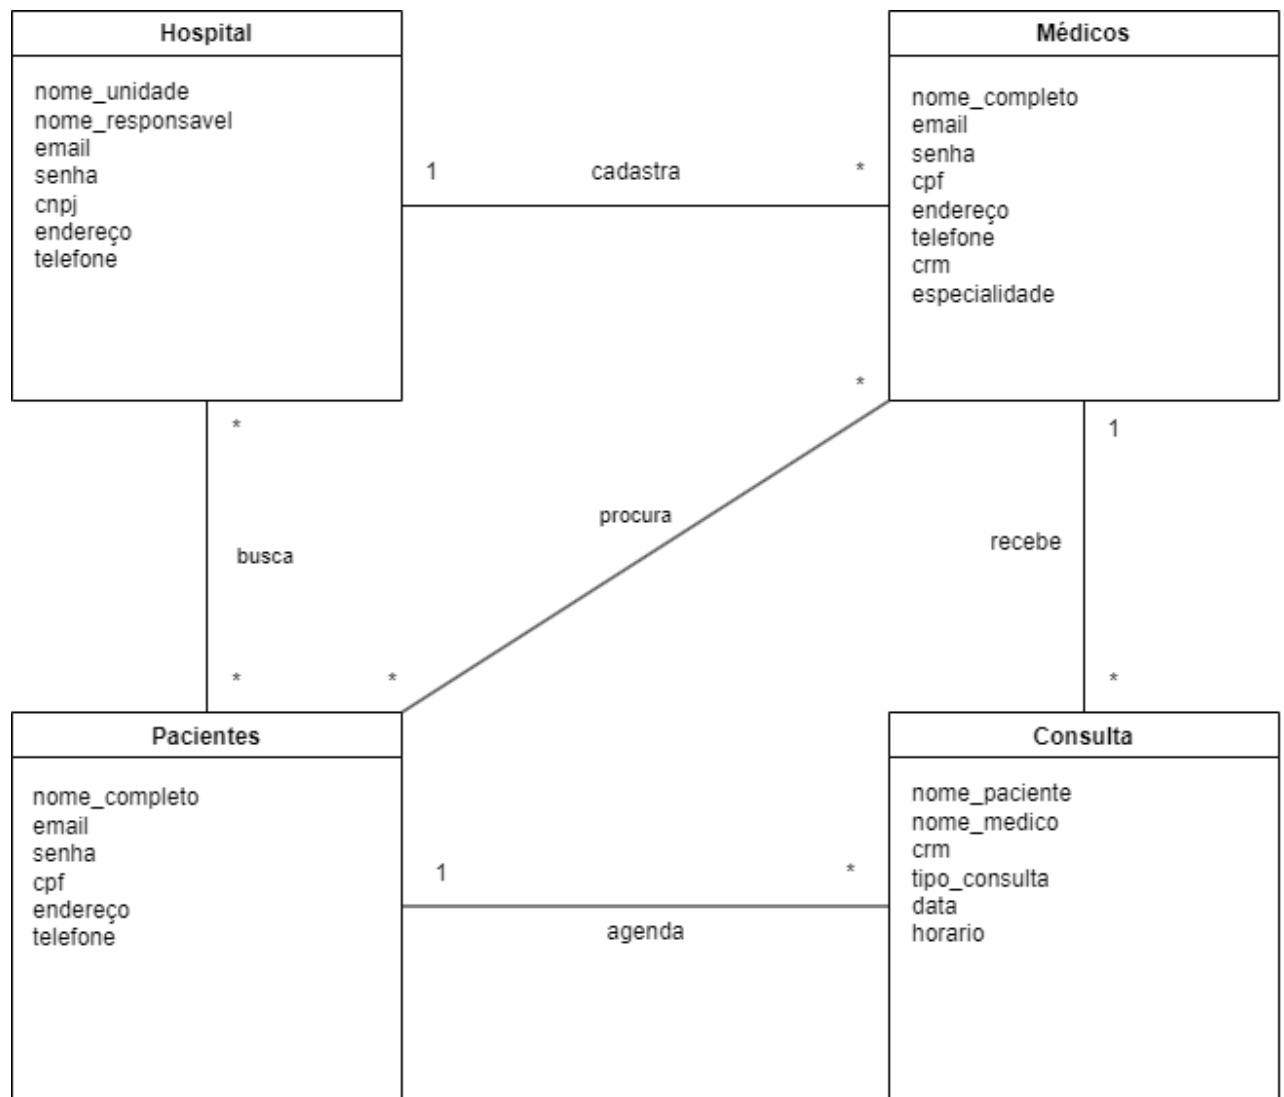 Hospital
nome_unidade
nome_responsavel
email
senha
cnpj
endereço
telefone
Médicos
nome_completo
email
senha
cpf
endereço
telefone
crm
especialidade
1
cadastra
*
*
*
1
procura
busca
recebe
*
*
*
Pacientes
nome_completo
email
senha
cpf
endereço
telefone
Consulta
nome_paciente
nome_medico
crm
tipo_consulta
data
horario
1
*
agenda